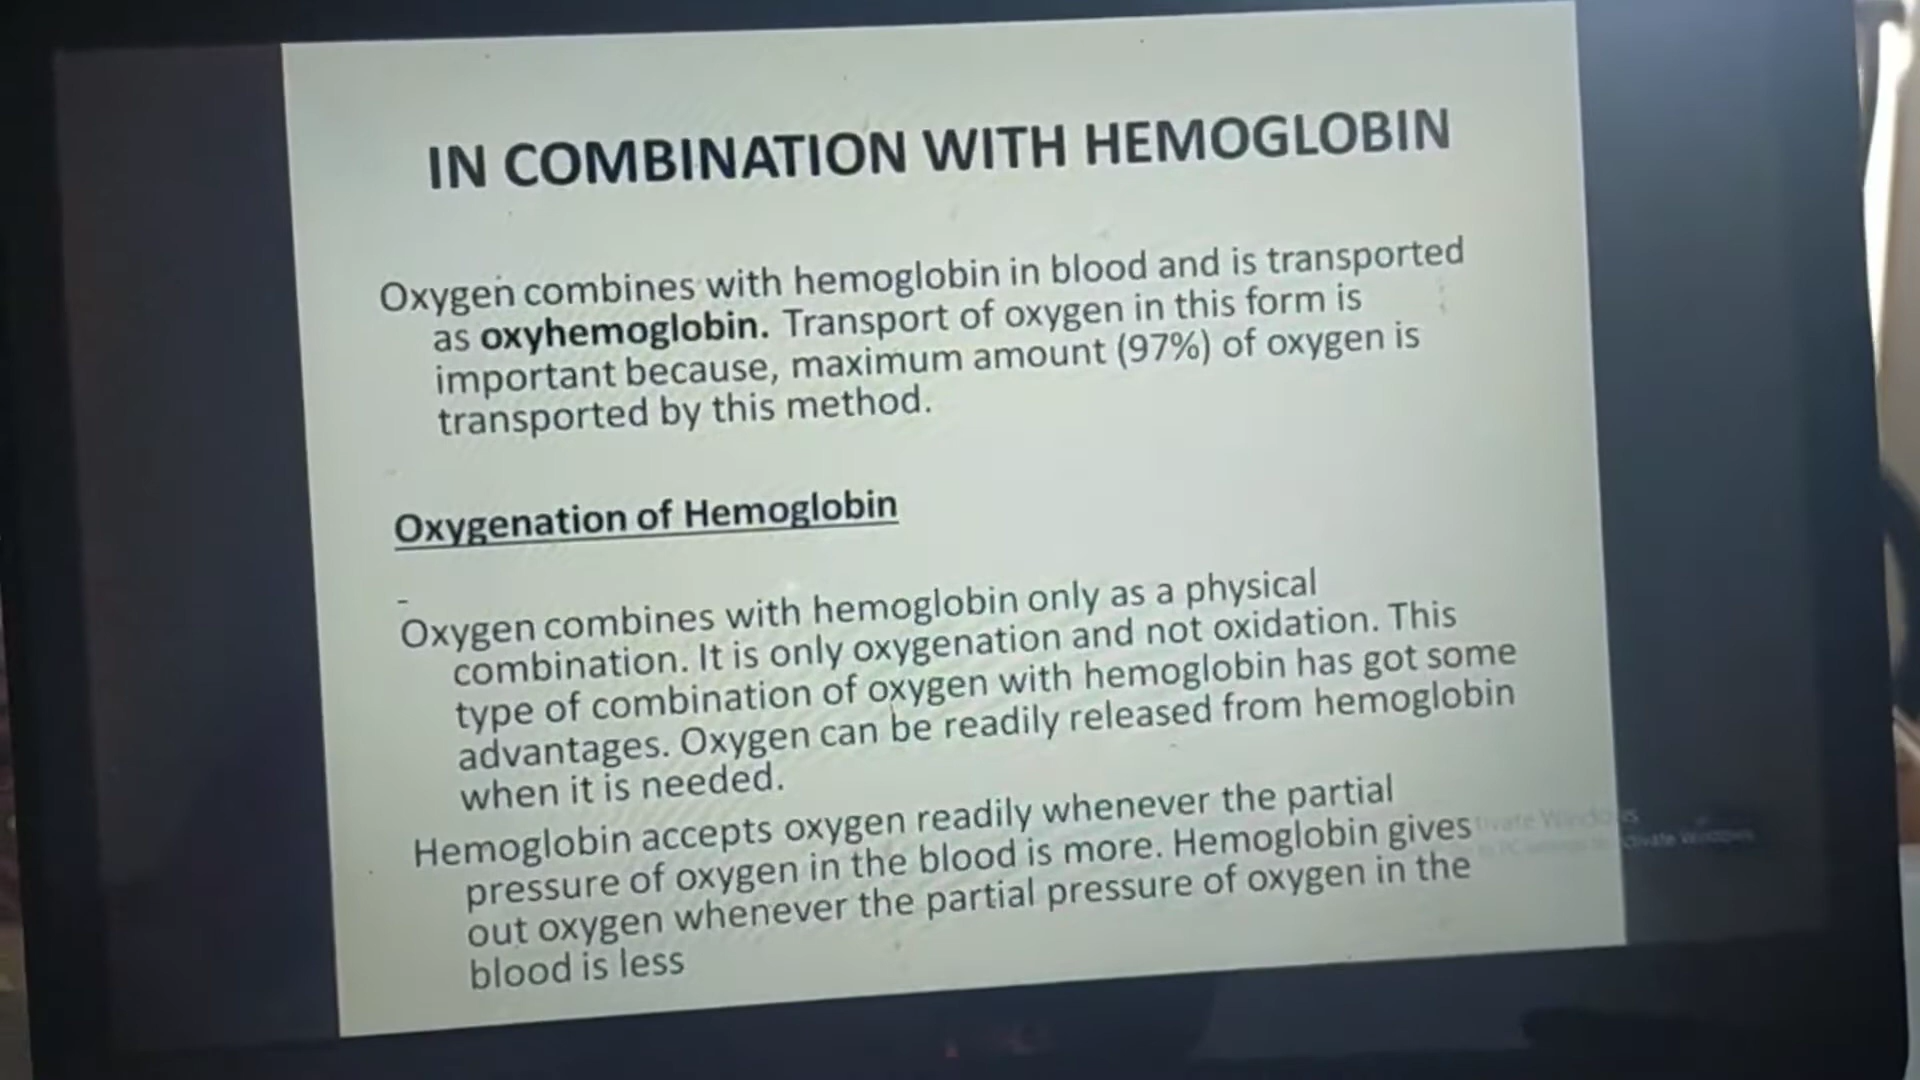 IN COMBINATION WITH HEMOGLOBIN
Oxygen combines with hemoglobin in blood and is transported
as oxyhemoglobin. Transport of oxygen in this form is
important because, maximum amount (97%) of oxygen is
transported by this method.
Oxygenation of Hemoglobin
-
Oxygen combines with hemoglobin only as a physical
combination. It is only oxygenation and not oxidation. This
type of combination of oxygen with hemoglobin has got some
advantages. Oxygen can be readily released from hemoglobin
when it is needed.
Hemoglobin accepts oxygen readily whenever the partial
pressure of oxygen in the blood is more. Hemoglobin gives
out oxygen whenever the partial pressure of oxygen in the
blood is less